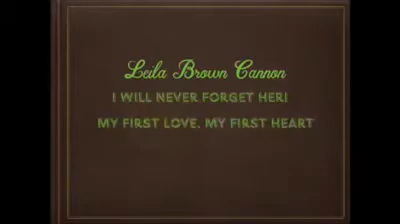 Leila Brown Cannon
I WILL NEVER FORGET HER!
MY FIRST LOVE. MY FIRST HEART